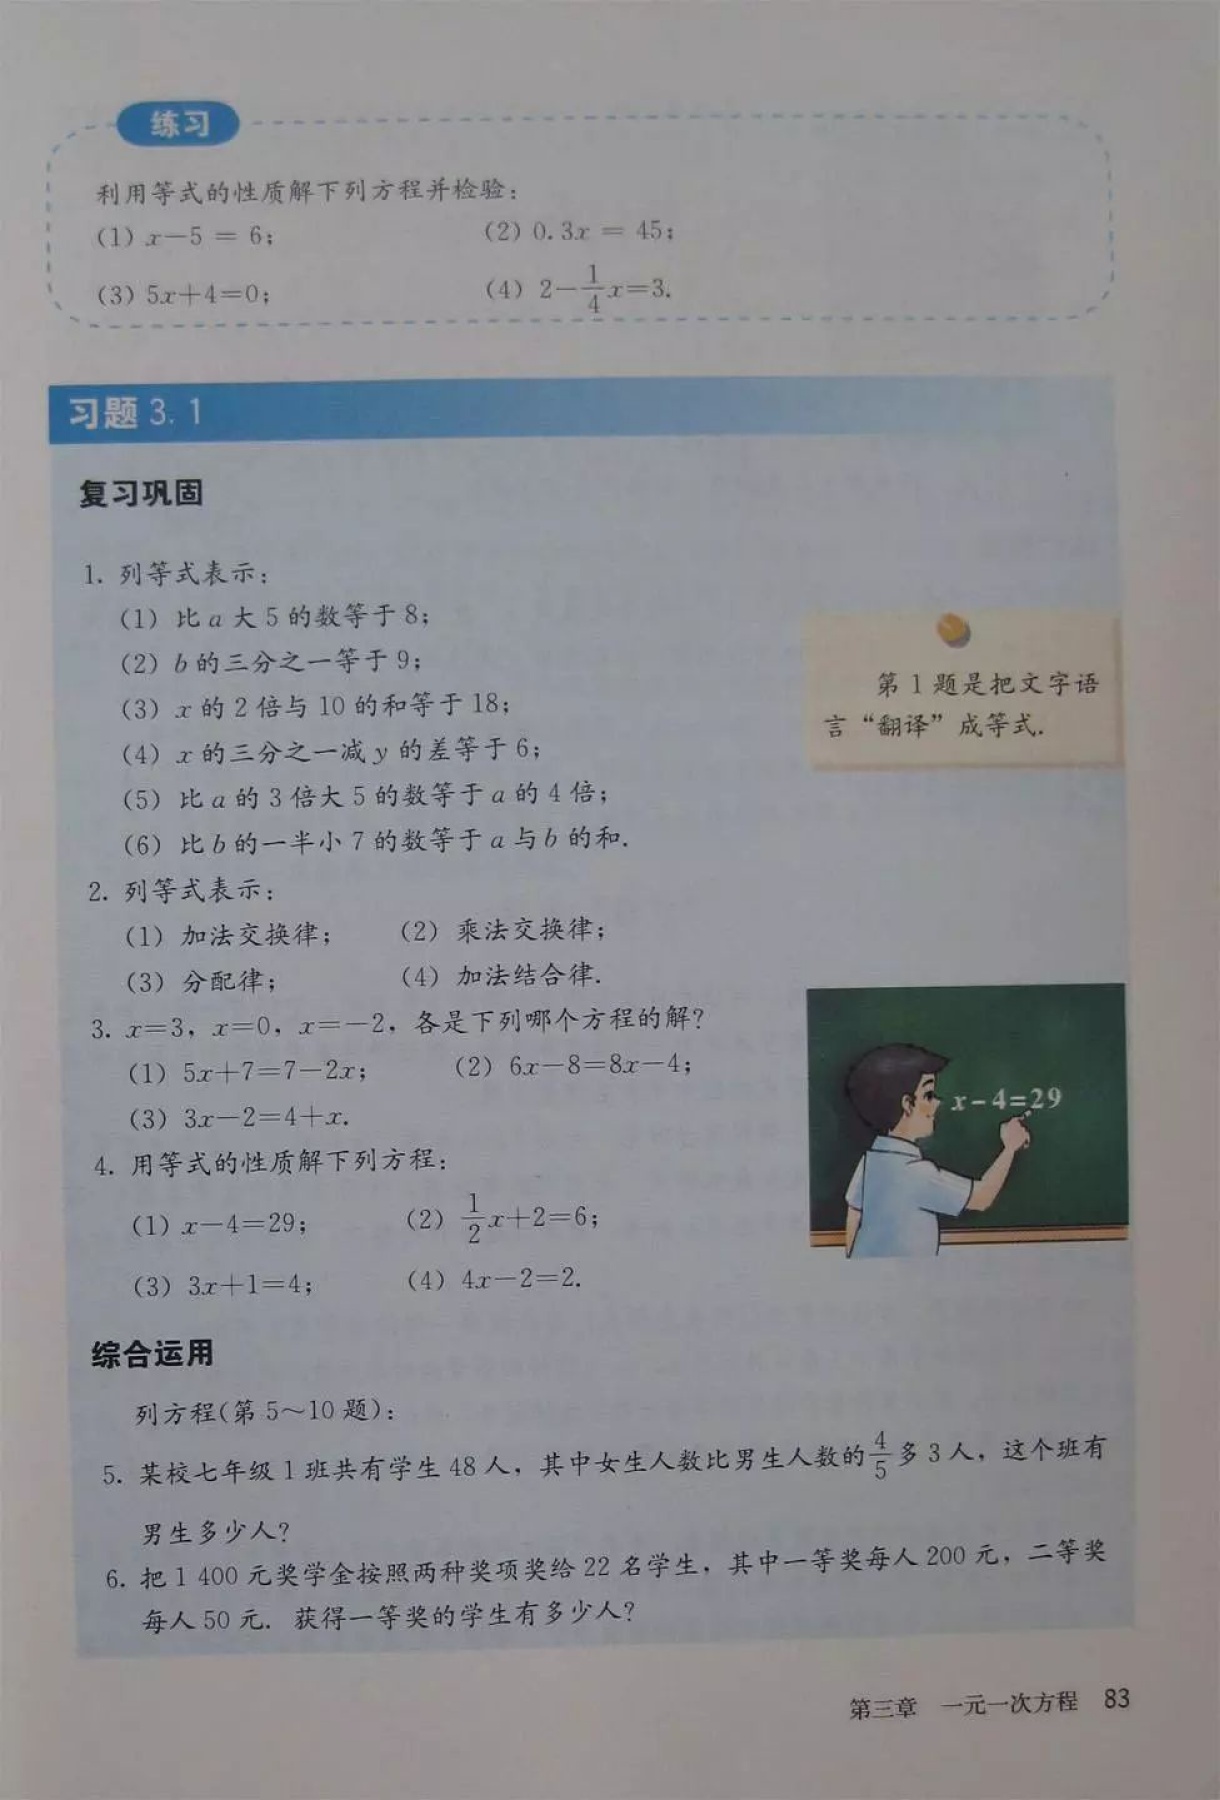 练习
利用等式的性质解下列方程并检验：
(1) x－5 = 6；	(2) 0.3x = 45；
(3) 5x＋4＝0；	(4) 2－1/4x＝3.
习题 3.1
复习巩固
1. 列等式表示：
(1) 比 a 大 5 的数等于 8；
(2) b 的三分之一等于 9；
(3) x 的 2 倍与 10 的和等于 18；
(4) x 的三分之一减 y 的差等于 6；
(5) 比 a 的 3 倍大 5 的数等于 a 的 4 倍；
(6) 比 b 的一半小 7 的数等于 a 与 b 的和.
第 1 题是把文字语
言“翻译”成等式.
2. 列等式表示：
(1) 加法交换律；	(2) 乘法交换律；
(3) 分配律；	(4) 加法结合律.
3. x＝3，x＝0，x＝－2，各是下列哪个方程的解？
(1) 5x＋7＝7－2x；	(2) 6x－8＝8x－4；
(3) 3x－2＝4＋x.
x－4=29
4. 用等式的性质解下列方程：
(1) x－4＝29；	(2) 1/2x＋2＝6；
(3) 3x＋1＝4；	(4) 4x－2＝2.
综合运用
列方程(第 5～10 题)：
5. 某校七年级 1 班共有学生 48 人，其中女生人数比男生人数的4/5多 3 人，这个班有
男生多少人？
6. 把 1 400 元奖学金按照两种奖项奖给 22 名学生，其中一等奖每人 200 元，二等奖
每人 50 元. 获得一等奖的学生有多少人？
第三章 一元一次方程 83